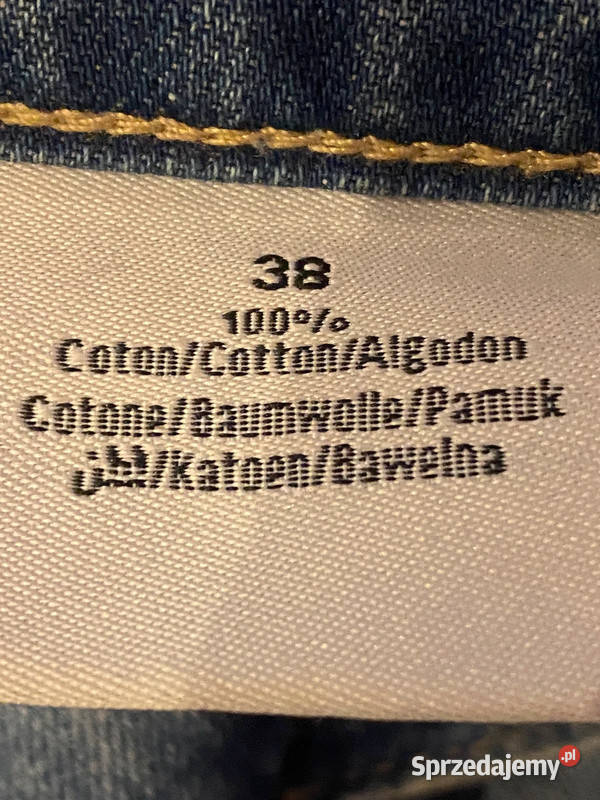 38
100%
Coton/Cotton/Algodon
Cotone/Baumwolle/Pamuk
قطن/Katoen/Bawelna
Sprzedajemy.pl